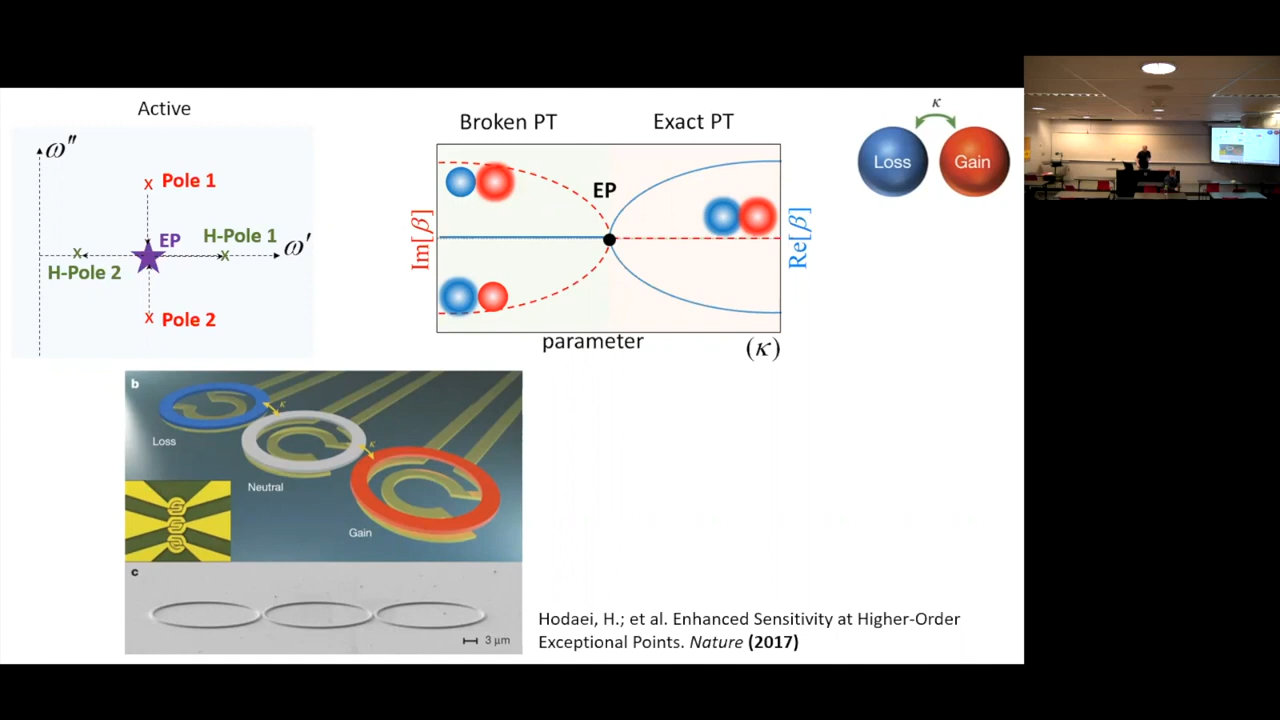 Active
ω″
Pole 1
EP
H-Pole 1
ω′
H-Pole 2
Pole 2
Broken PT
Exact PT
EP
Im[β]
Re[β]
parameter
(κ)
κ
Loss
Gain
b
κ
κ
Loss
Neutral
Gain
c
3 μm
Hodaei, H.; et al. Enhanced Sensitivity at Higher-Order
Exceptional Points. Nature (2017)